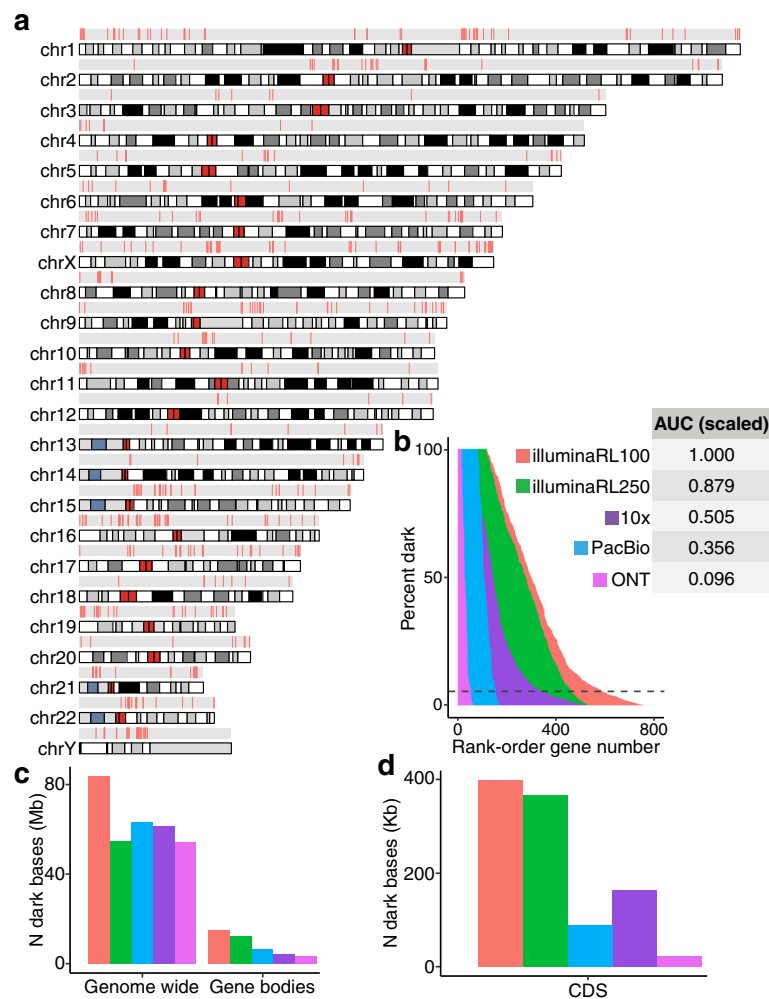 a
chr1
chr2
chr3
chr4
chr5
chr6
chr7
chrX
chr8
chr9
chr10
chr11
chr12
chr13
chr14
chr15
chr16
chr17
chr18
chr19
chr20
chr21
chr22
chrY
b
AUC (scaled)
illuminaRL100 1.000
illuminaRL250 0.879
10x 0.505
PacBio 0.356
ONT 0.096
Percent dark
100
50
0
0 400 800
Rank-order gene number
c
N dark bases (Mb)
80
40
0
Genome wide Gene bodies
d
N dark bases (Kb)
400
200
0
CDS